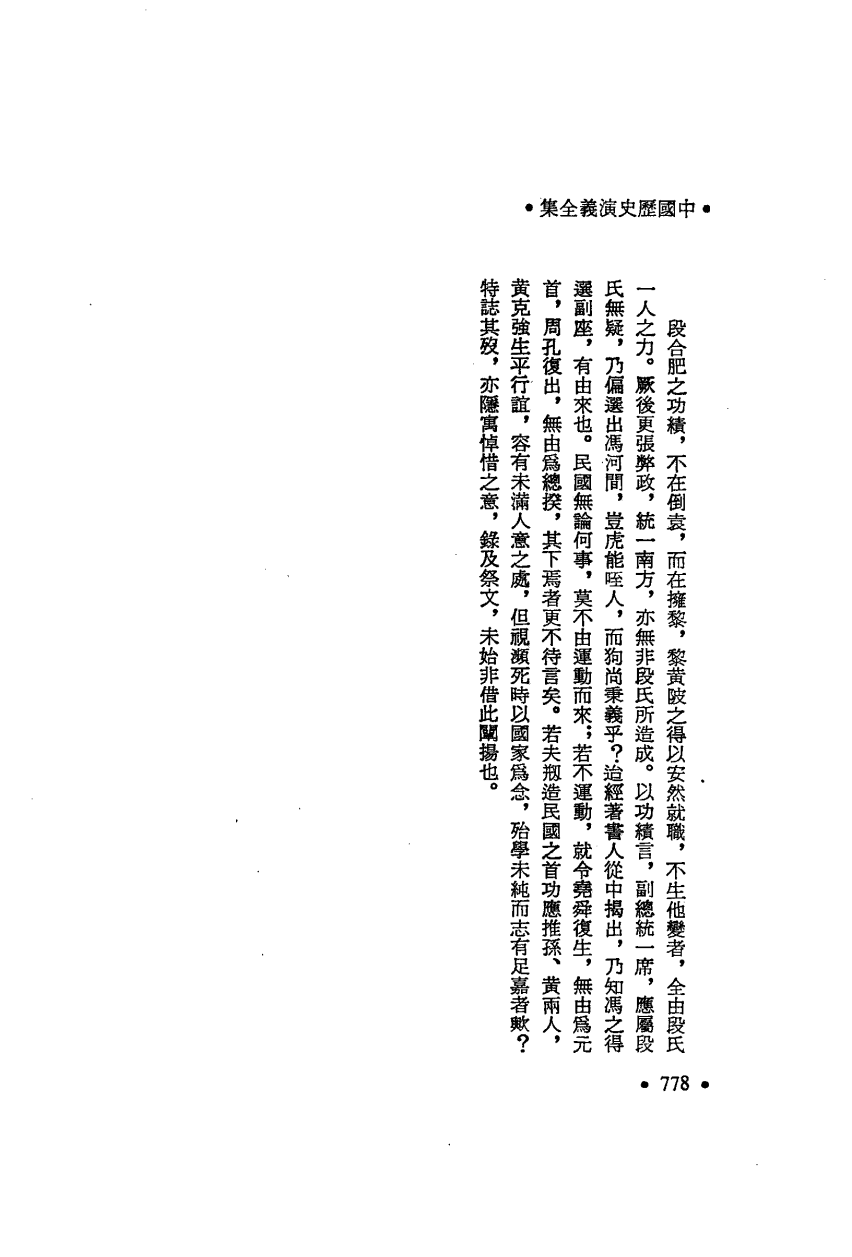 •中國歷史演義全集•
段合肥之功績，不在倒袁，而在擁黎，黎黃陂之得以安然就職，不生他變者，全由段氏
一人之力。厥後更張弊政，統一南方，亦無非段氏所造成。以功績言，副總統一席，應屬段
氏無疑，乃偏選出馮河間，豈虎能咥人，而狗尚秉義乎？迨經著書人從中揭出，乃知馮之得
選副座，有由來也。民國無論何事，莫不由運動而來；若不運動，就令堯舜復生，無由爲元
首，周孔復出，無由爲總揆，其下焉者更不待言矣。若夫剏造民國之首功應推孫、黃兩人，
黃克強生平行誼，容有未滿人意之處，但視瀕死時以國家爲念，殆學未純而志有足嘉者歟？
特誌其歿，亦隱寓悼惜之意，錄及祭文，未始非借此闡揚也。
• 778 •